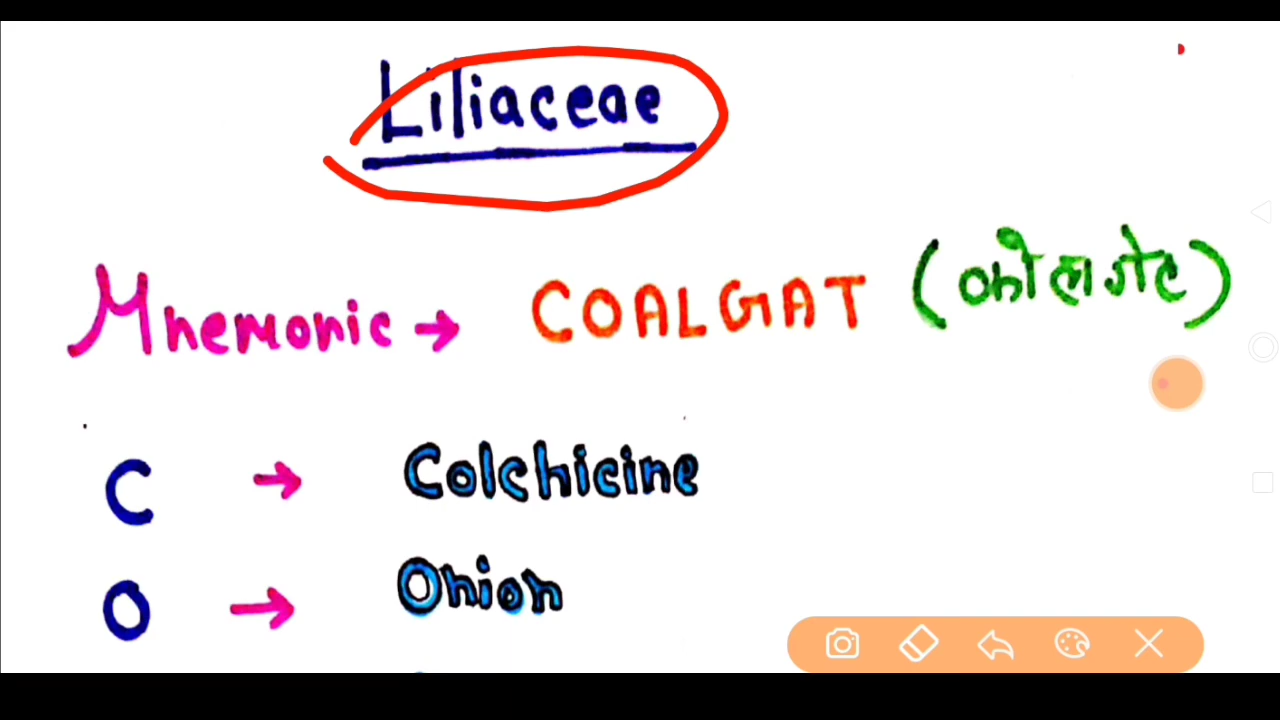 Liliaceae
Mnemonic → COALGAT (कोलगेट)
C → Colchicine
O → Onion